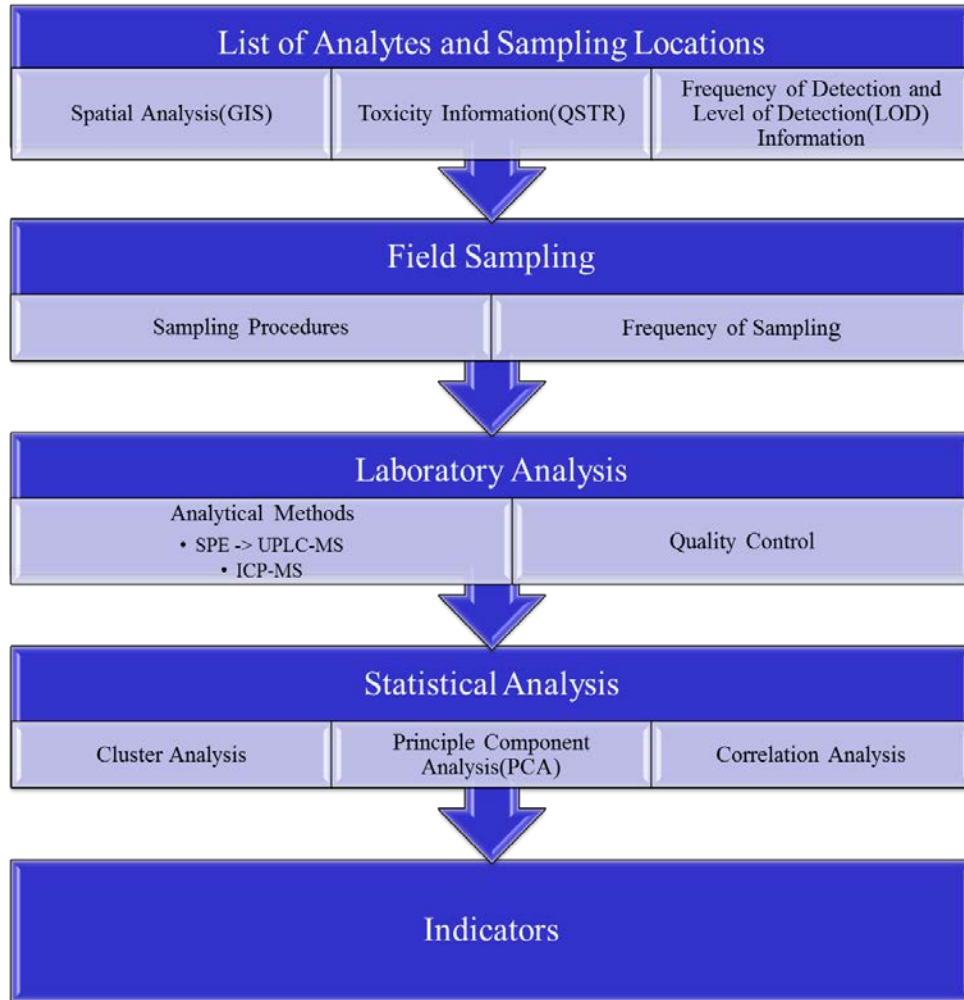 List of Analytes and Sampling Locations
Spatial Analysis(GIS)
Toxicity Information(QSTR)
Frequency of Detection and
Level of Detection(LOD)
Information
Field Sampling
Sampling Procedures
Frequency of Sampling
Laboratory Analysis
Analytical Methods
• SPE -> UPLC-MS
• ICP-MS
Quality Control
Statistical Analysis
Cluster Analysis
Principle Component
Analysis(PCA)
Correlation Analysis
Indicators